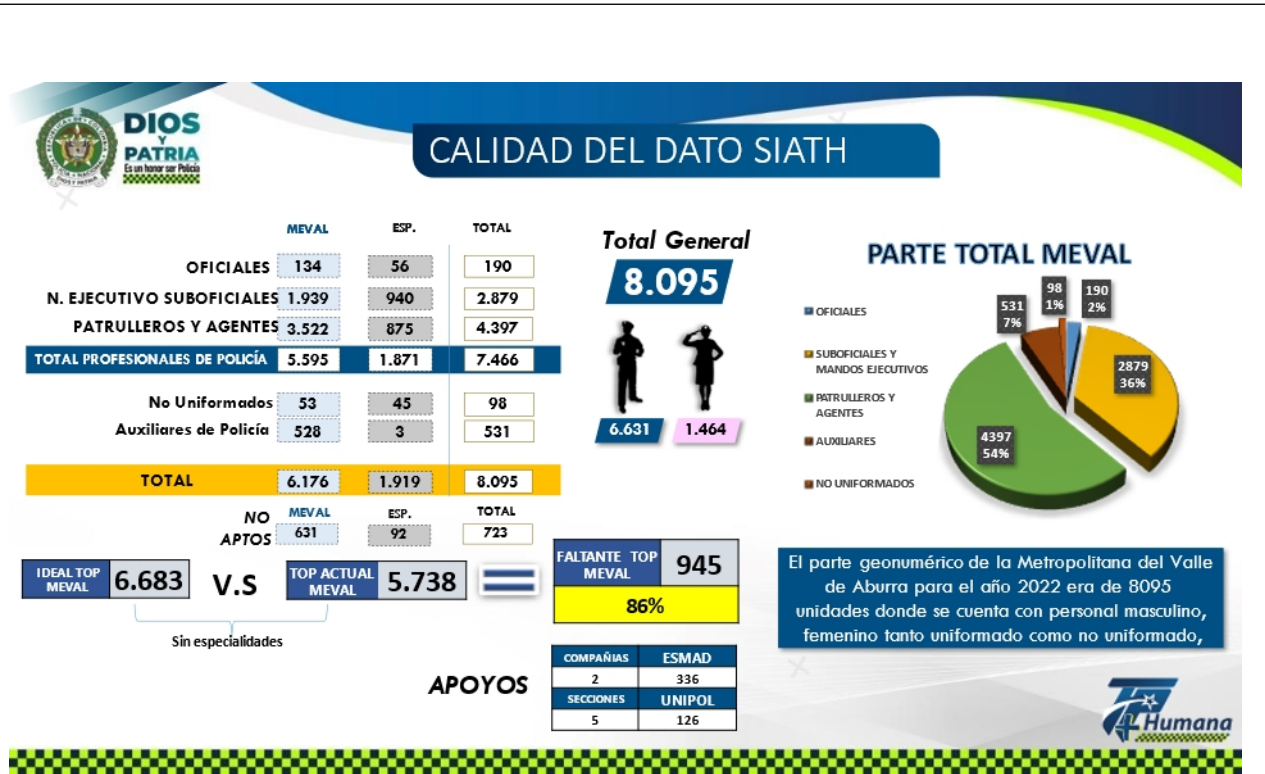 DIOS
Y
PATRIA
Es un honor ser Policía
CALIDAD DEL DATO SIATH
MEVAL ESP. TOTAL
OFICIALES 134 56 190
N. EJECUTIVO SUBOFICIALES 1.939 940 2.879
PATRULLEROS Y AGENTES 3.522 875 4.397
TOTAL PROFESIONALES DE POLICÍA 5.595 1.871 7.466
No Uniformados 53 45 98
Auxiliares de Policía 528 3 531
TOTAL 6.176 1.919 8.095
MEVAL ESP. TOTAL
NO
APTOS 631 92 723
Total General
8.095
6.631 1.464
PARTE TOTAL MEVAL
OFICIALES
SUBOFICIALES Y
MANDOS EJECUTIVOS
PATRULLEROS Y
AGENTES
AUXILIARES
NO UNIFORMADOS
531
7%
98
1%
190
2%
2879
36%
4397
54%
IDEAL TOP
MEVAL
6.683
V.S
TOP ACTUAL
MEVAL
5.738
Sin especialidades
FALTANTE TOP
MEVAL
945
86%
APOYOS
COMPAÑIAS ESMAD
2 336
SECCIONES UNIPOL
5 126
El parte geonumérico de la Metropolitana del Valle
de Aburra para el año 2022 era de 8095
unidades donde se cuenta con personal masculino,
femenino tanto uniformado como no uniformado,
Humana